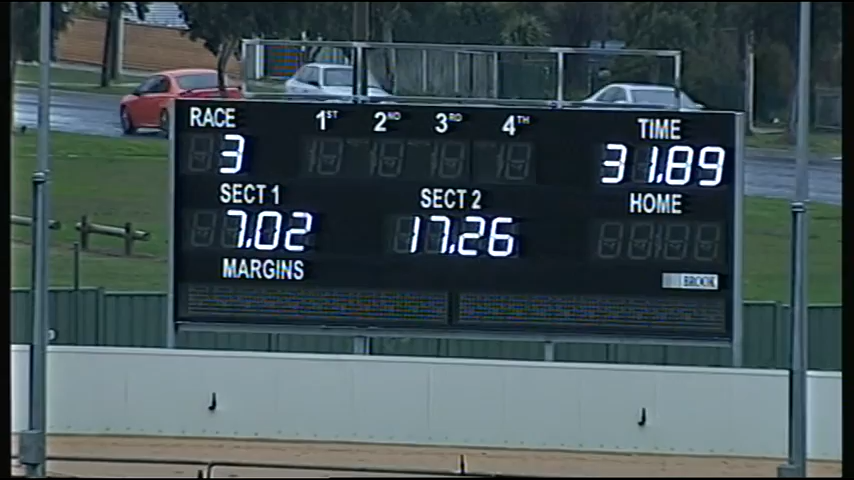 RACE 1ST 2ND 3RD 4TH TIME
3 31.89
SECT 1 SECT 2 HOME
7.02 17.26
MARGINS BROOK